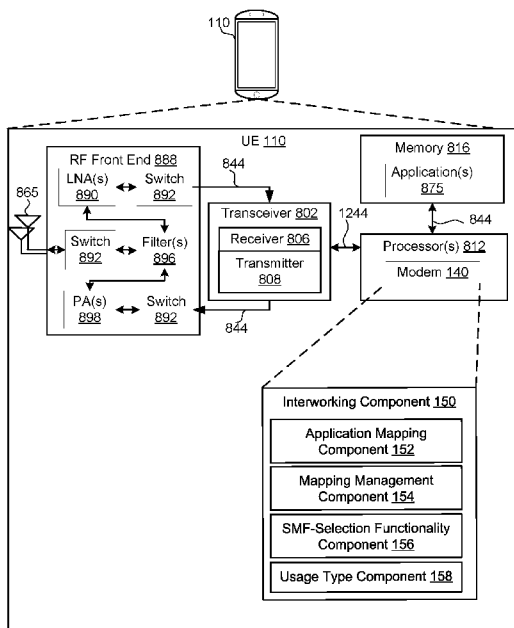 110
UE 110
RF Front End 888
LNA(s)
890
Switch
892
844
865
Switch
892
Filter(s)
896
PA(s)
898
Switch
892
844
Transceiver 802
Receiver 806
Transmitter
808
1244
Memory 816
Application(s)
875
844
Processor(s) 812
Modem 140
Interworking Component 150
Application Mapping
Component 152
Mapping Management
Component 154
SMF-Selection Functionality
Component 156
Usage Type Component 158